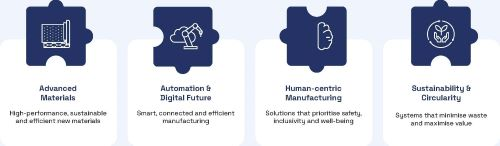 Advanced
Materials
High-performance, sustainable
and efficient new materials
Automation &
Digital Future
Smart, connected and efficient
manufacturing
Human-centric
Manufacturing
Solutions that prioritise safety,
inclusivity and well-being
Sustainability &
Circularity
Systems that minimise waste
and maximise value